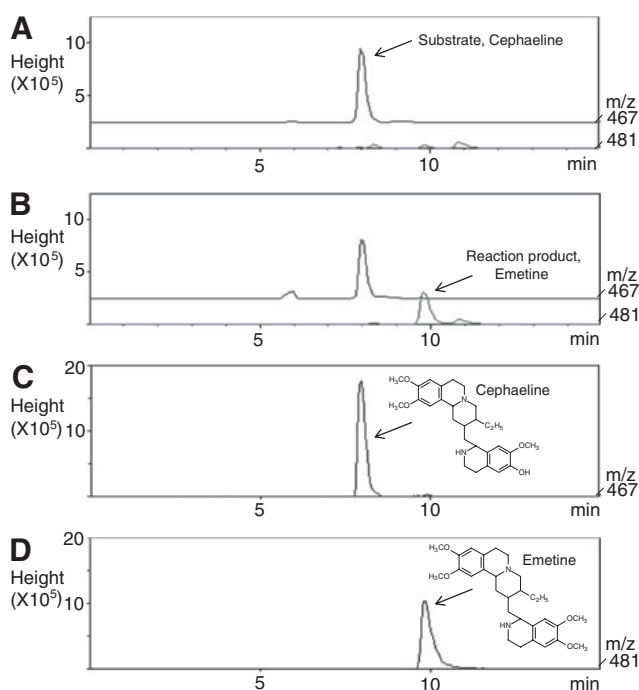 A
Height
(X10⁵)
10
5
Substrate, Cephaeline
m/z
467
481
5
10
min
B
Height
(X10⁵)
10
5
Reaction product,
Emetine
m/z
467
481
5
10
min
C
Height
(X10⁵)
20
10
Cephaeline
H₃CO
H₃CO
N
C₂H₅
HN
OCH₃
OH
m/z
467
5
10
min
D
Height
(X10⁵)
20
10
Emetine
H₃CO
H₃CO
N
C₂H₅
HN
OCH₃
OCH₃
m/z
481
5
10
min